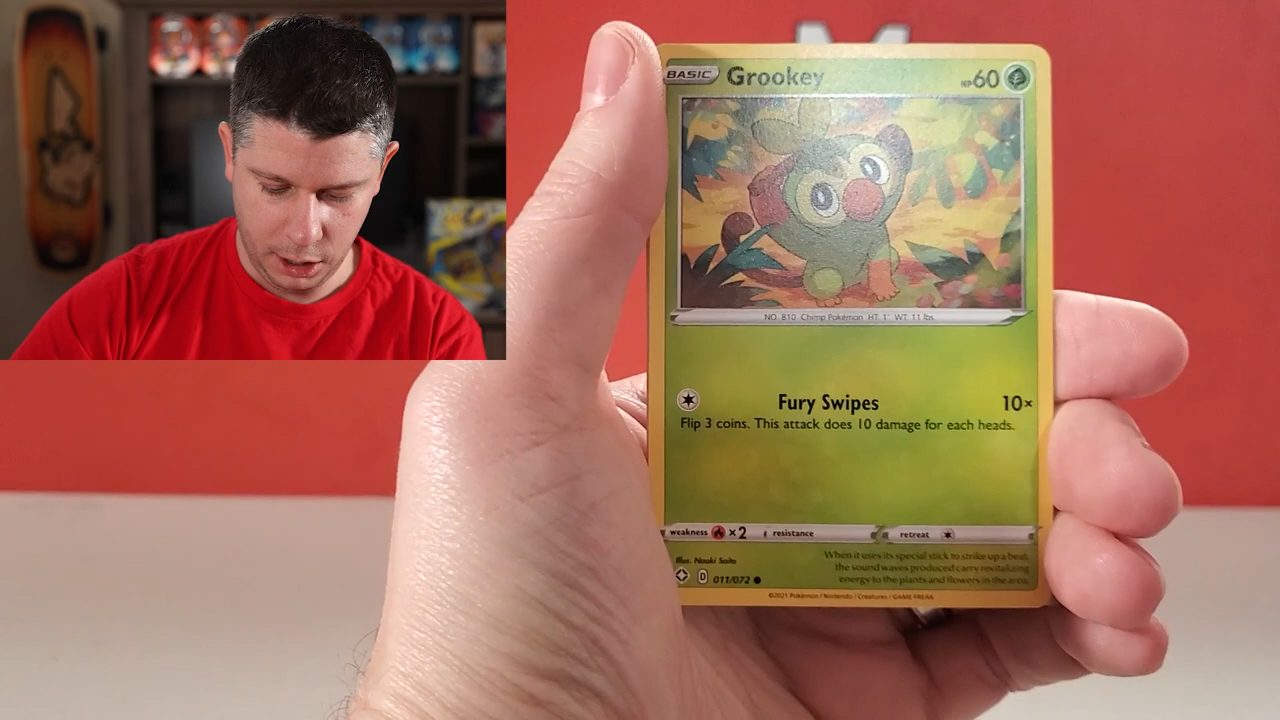 BASIC Grookey HP60
NO. 810 Chimp Pokémon HT: 1' WT: 11 lbs.
Fury Swipes 10×
Flip 3 coins. This attack does 10 damage for each heads.
weakness ×2 resistance retreat
Illus. Naoki Saito
When it uses its special stick to strike up a beat,
the sound waves produced carry revitalizing
energy to the plants and flowers in the area.
D 011/072
©2021 Pokémon / Nintendo / Creatures / GAME FREAK